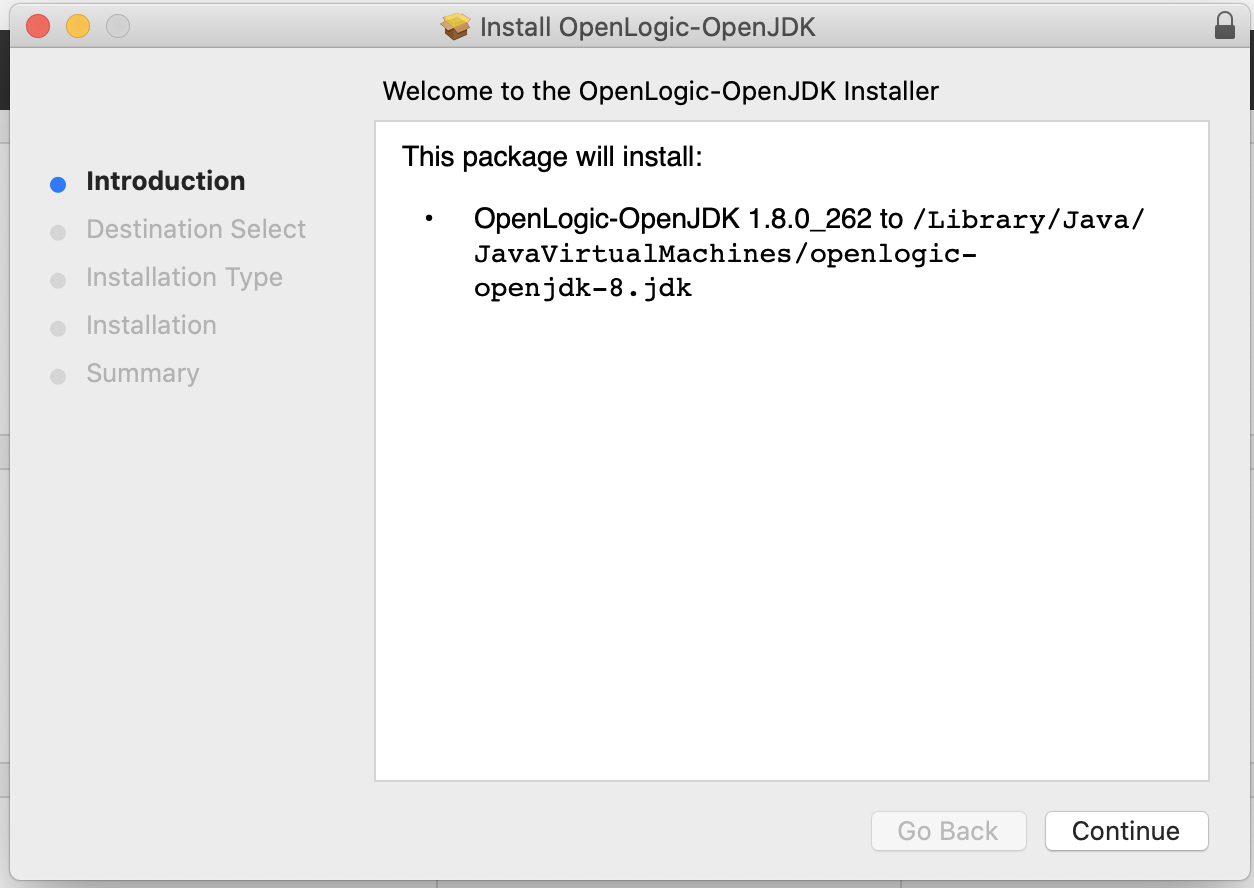 Install OpenLogic-OpenJDK
Welcome to the OpenLogic-OpenJDK Installer
Introduction
Destination Select
Installation Type
Installation
Summary
This package will install:
• OpenLogic-OpenJDK 1.8.0_262 to /Library/Java/
JavaVirtualMachines/openlogic-
openjdk-8.jdk
Go Back
Continue